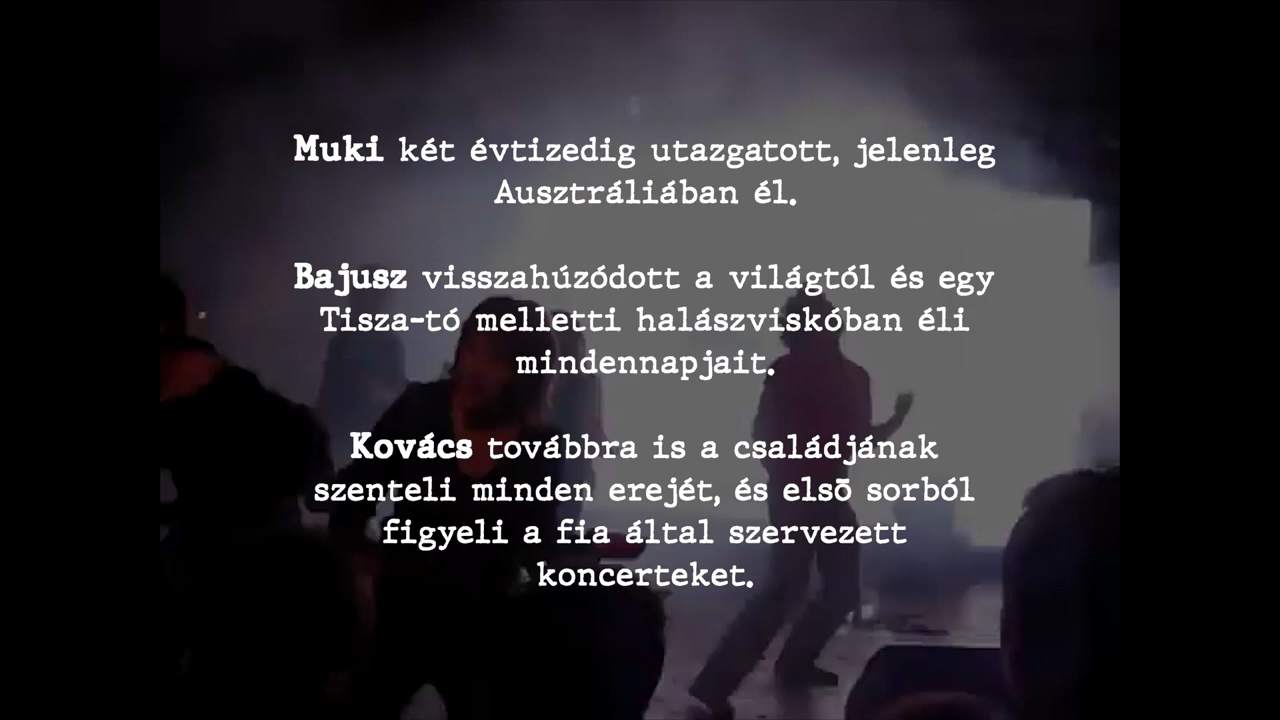 Muki két évtizedig utazgatott, jelenleg
Ausztráliában él.
Bajusz visszahúzódott a világtól és egy
Tisza-tó melletti halászviskóban éli
mindennapjait.
Kovács továbbra is a családjának
szenteli minden erejét, és elsō sorból
figyeli a fia által szervezett
koncerteket.